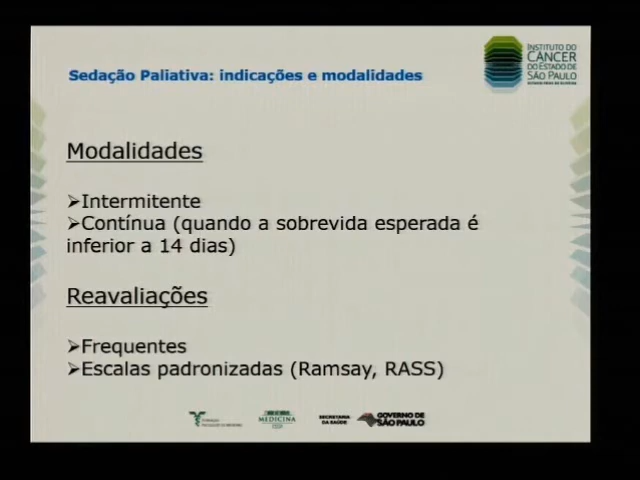 Sedação Paliativa: indicações e modalidades
INSTITUTO DO
CÂNCER
DO ESTADO DE
SÃO PAULO
Modalidades
➢Intermitente
➢Contínua (quando a sobrevida esperada é
inferior a 14 dias)
Reavaliações
➢Frequentes
➢Escalas padronizadas (Ramsay, RASS)
MEDICINA
SECRETARIA
DA SAÚDE
GOVERNO DE
SÃO PAULO